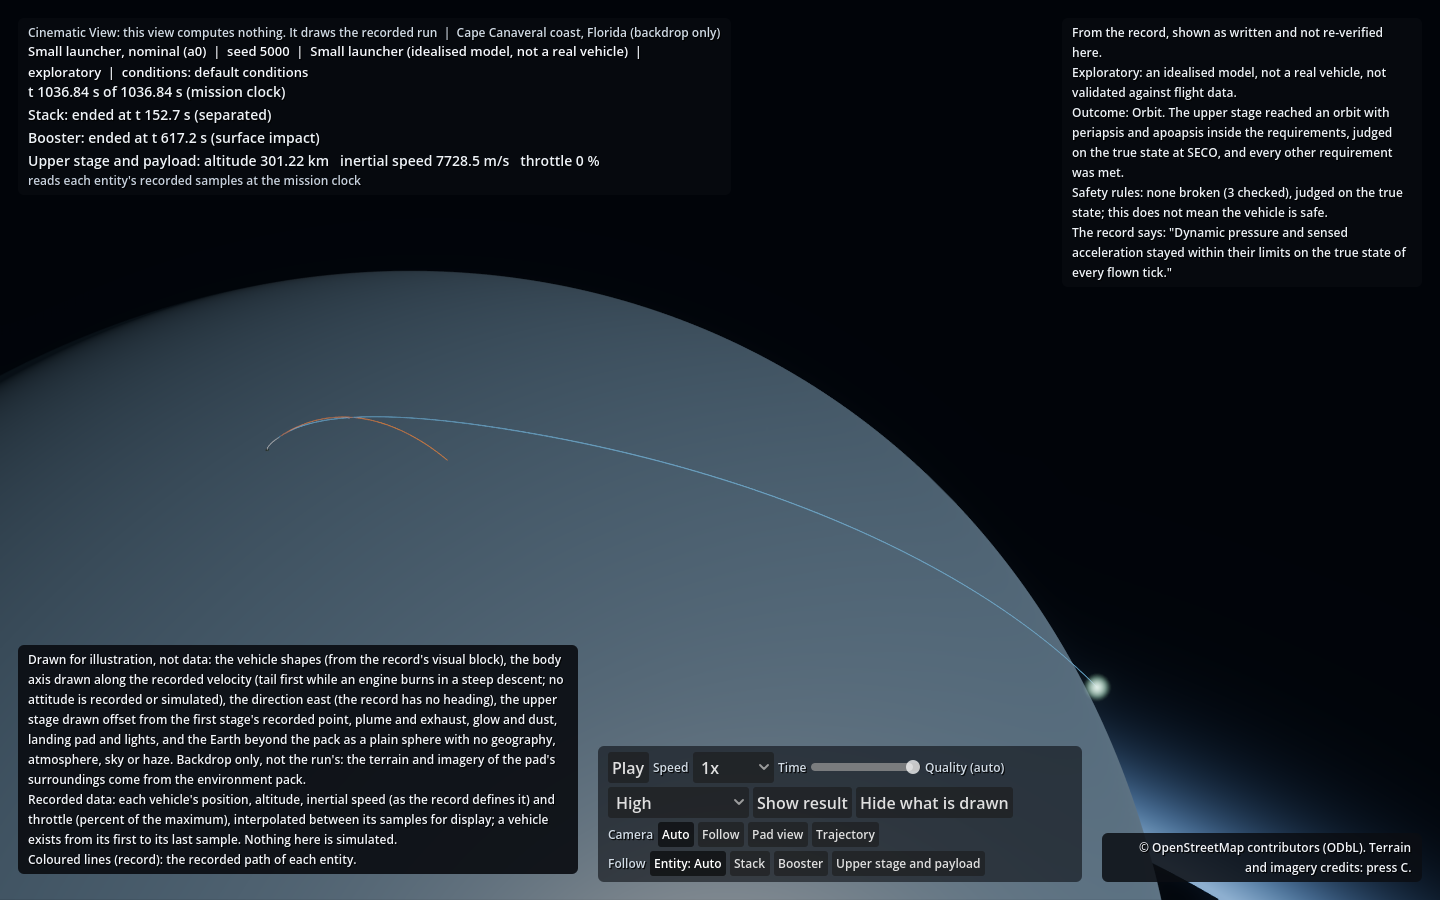 Cinematic View: this view computes nothing. It draws the recorded run | Cape Canaveral coast, Florida (backdrop only)
Small launcher, nominal (a0) | seed 5000 | Small launcher (idealised model, not a real vehicle) |
exploratory | conditions: default conditions
t 1036.84 s of 1036.84 s (mission clock)
Stack: ended at t 152.7 s (separated)
Booster: ended at t 617.2 s (surface impact)
Upper stage and payload: altitude 301.22 km inertial speed 7728.5 m/s throttle 0 %
reads each entity's recorded samples at the mission clock
From the record, shown as written and not re-verified
here.
Exploratory: an idealised model, not a real vehicle, not
validated against flight data.
Outcome: Orbit. The upper stage reached an orbit with
periapsis and apoapsis inside the requirements, judged
on the true state at SECO, and every other requirement
was met.
Safety rules: none broken (3 checked), judged on the true
state; this does not mean the vehicle is safe.
The record says: "Dynamic pressure and sensed
acceleration stayed within their limits on the true state of
every flown tick."
Drawn for illustration, not data: the vehicle shapes (from the record's visual block), the body
axis drawn along the recorded velocity (tail first while an engine burns in a steep descent; no
attitude is recorded or simulated), the direction east (the record has no heading), the upper
stage drawn offset from the first stage's recorded point, plume and exhaust, glow and dust,
landing pad and lights, and the Earth beyond the pack as a plain sphere with no geography,
atmosphere, sky or haze. Backdrop only, not the run's: the terrain and imagery of the pad's
surroundings come from the environment pack.
Recorded data: each vehicle's position, altitude, inertial speed (as the record defines it) and
throttle (percent of the maximum), interpolated between its samples for display; a vehicle
exists from its first to its last sample. Nothing here is simulated.
Coloured lines (record): the recorded path of each entity.
Play Speed 1x Time Quality (auto)
High Show result Hide what is drawn
Camera Auto Follow Pad view Trajectory
Follow Entity: Auto Stack Booster Upper stage and payload
© OpenStreetMap contributors (ODbL). Terrain
and imagery credits: press C.